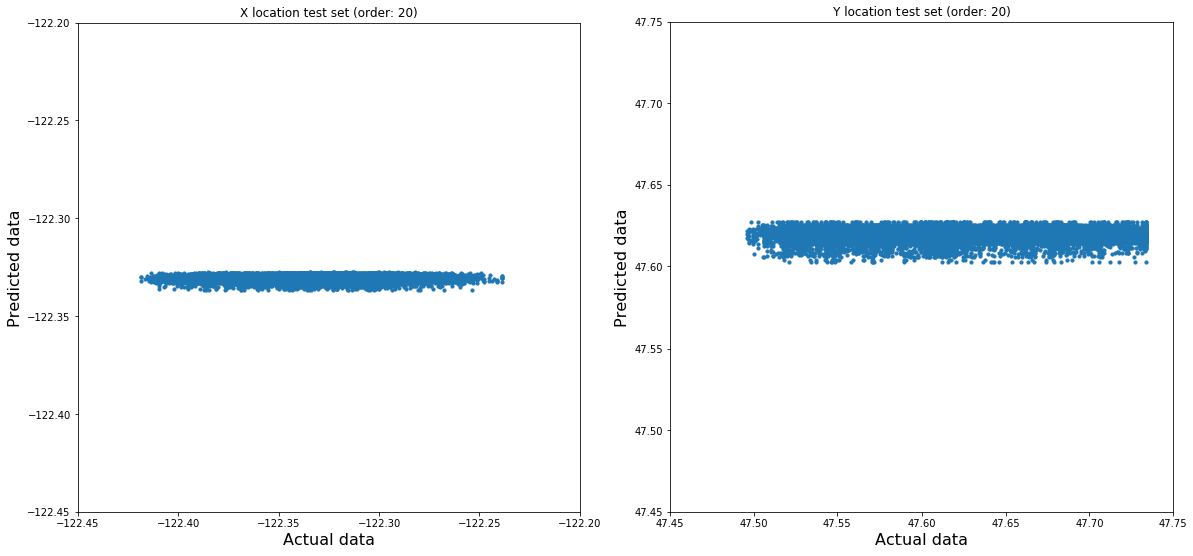 X location test set (order: 20)
−122.20
−122.25
−122.30
−122.35
−122.40
−122.45
Predicted data
−122.45 −122.40 −122.35 −122.30 −122.25 −122.20
Actual data
Y location test set (order: 20)
47.75
47.70
47.65
47.60
47.55
47.50
47.45
Predicted data
47.45 47.50 47.55 47.60 47.65 47.70 47.75
Actual data